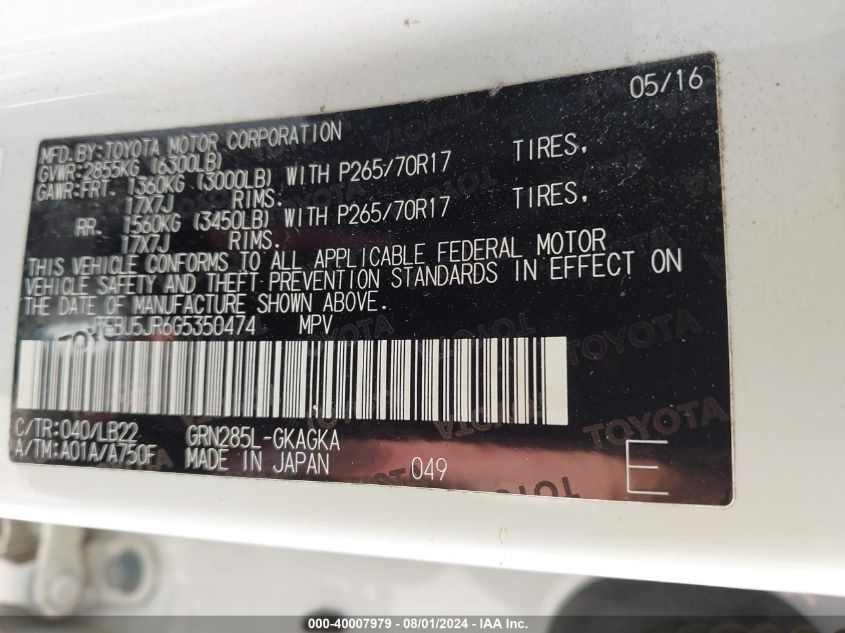 05/16
MFD.BY:TOYOTA MOTOR CORPORATION
GVWR:2855KG (6300LB)
GAWR:FRT. 1360KG (3000LB) WITH P265/70R17 TIRES,
17X7J RIMS.
RR. 1560KG (3450LB) WITH P265/70R17 TIRES,
17X7J RIMS.
THIS VEHICLE CONFORMS TO ALL APPLICABLE FEDERAL MOTOR
VEHICLE SAFETY AND THEFT PREVENTION STANDARDS IN EFFECT ON
THE DATE OF MANUFACTURE SHOWN ABOVE.
JTEBU5JR6G5350474 MPV
C/TR:040/LB22 GRN285L-GKAGKA
A/TM:A01A/A750F MADE IN JAPAN 049
E
TOYOTA
TOYOTA
TOYOTA
000-40007979 - 08/01/2024 - IAA Inc.